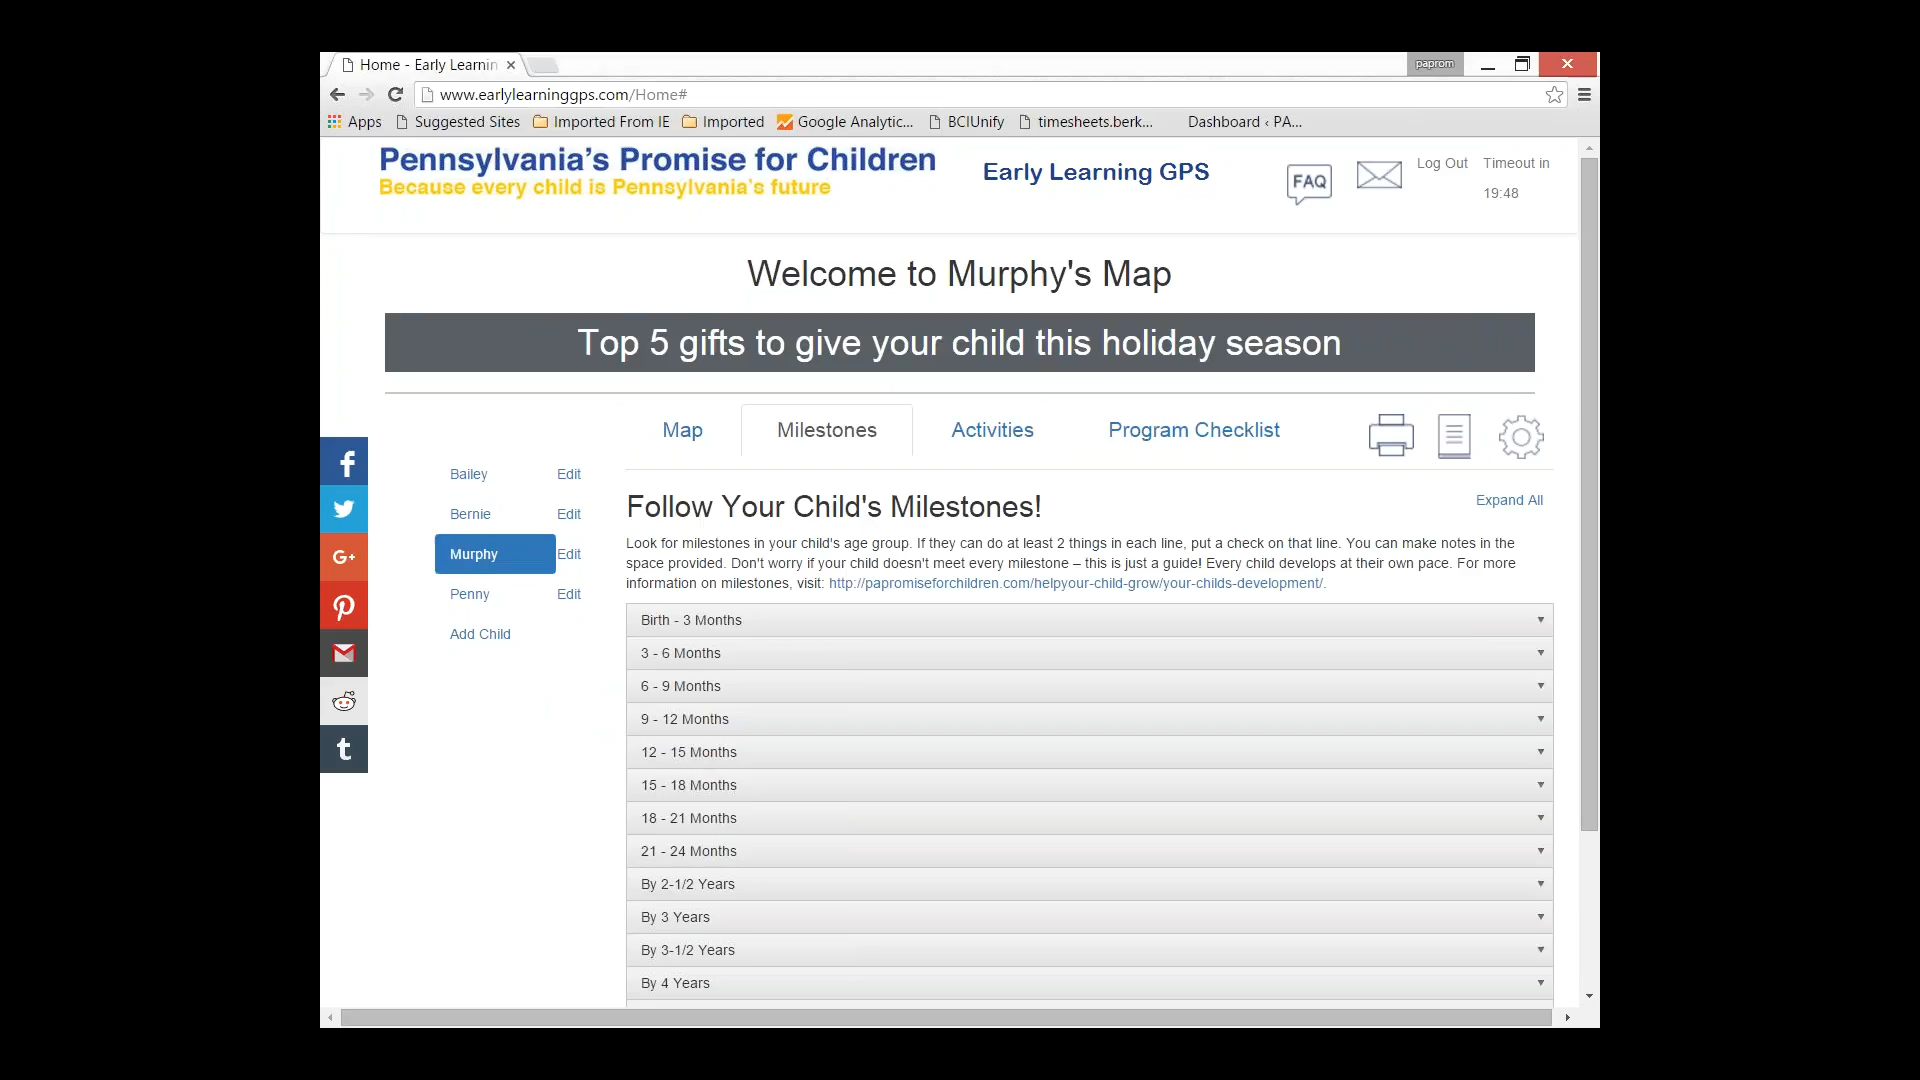 Home - Early Learnin
paprom
www.earlylearninggps.com/Home#
Apps Suggested Sites Imported From IE Imported Google Analytic... BCIUnify timesheets.berk... Dashboard ‹ PA...
Pennsylvania's Promise for Children
Because every child is Pennsylvania's future
Early Learning GPS
FAQ
Log Out
Timeout in
19:48
Welcome to Murphy's Map
Top 5 gifts to give your child this holiday season
Map Milestones Activities Program Checklist
Bailey Edit
Bernie Edit
Murphy Edit
Penny Edit
Add Child
Follow Your Child's Milestones!
Expand All
Look for milestones in your child's age group. If they can do at least 2 things in each line, put a check on that line. You can make notes in the
space provided. Don't worry if your child doesn't meet every milestone – this is just a guide! Every child develops at their own pace. For more
information on milestones, visit: http://papromiseforchildren.com/helpyour-child-grow/your-childs-development/.
Birth - 3 Months
3 - 6 Months
6 - 9 Months
9 - 12 Months
12 - 15 Months
15 - 18 Months
18 - 21 Months
21 - 24 Months
By 2-1/2 Years
By 3 Years
By 3-1/2 Years
By 4 Years
f
G+
t